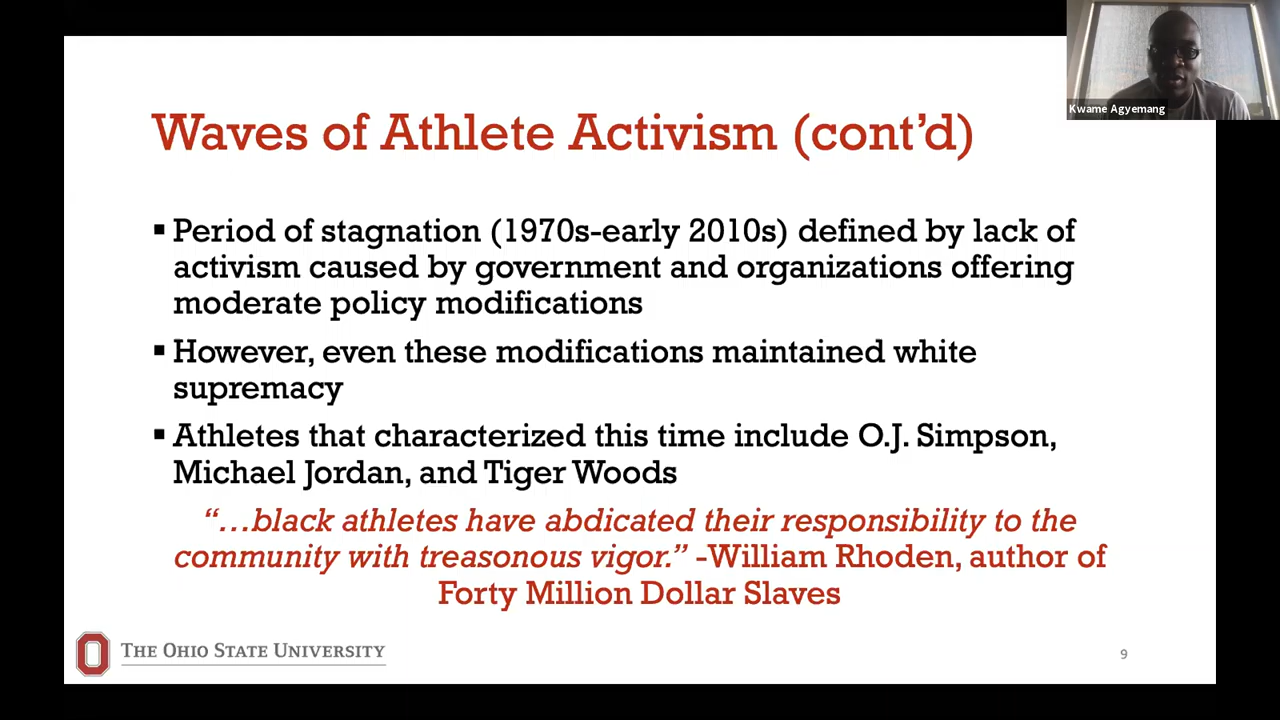 Kwame Agyemang
Waves of Athlete Activism (cont’d)
▪ Period of stagnation (1970s-early 2010s) defined by lack of
activism caused by government and organizations offering
moderate policy modifications
▪ However, even these modifications maintained white
supremacy
▪ Athletes that characterized this time include O.J. Simpson,
Michael Jordan, and Tiger Woods
“…black athletes have abdicated their responsibility to the
community with treasonous vigor.” -William Rhoden, author of
Forty Million Dollar Slaves
THE OHIO STATE UNIVERSITY
9